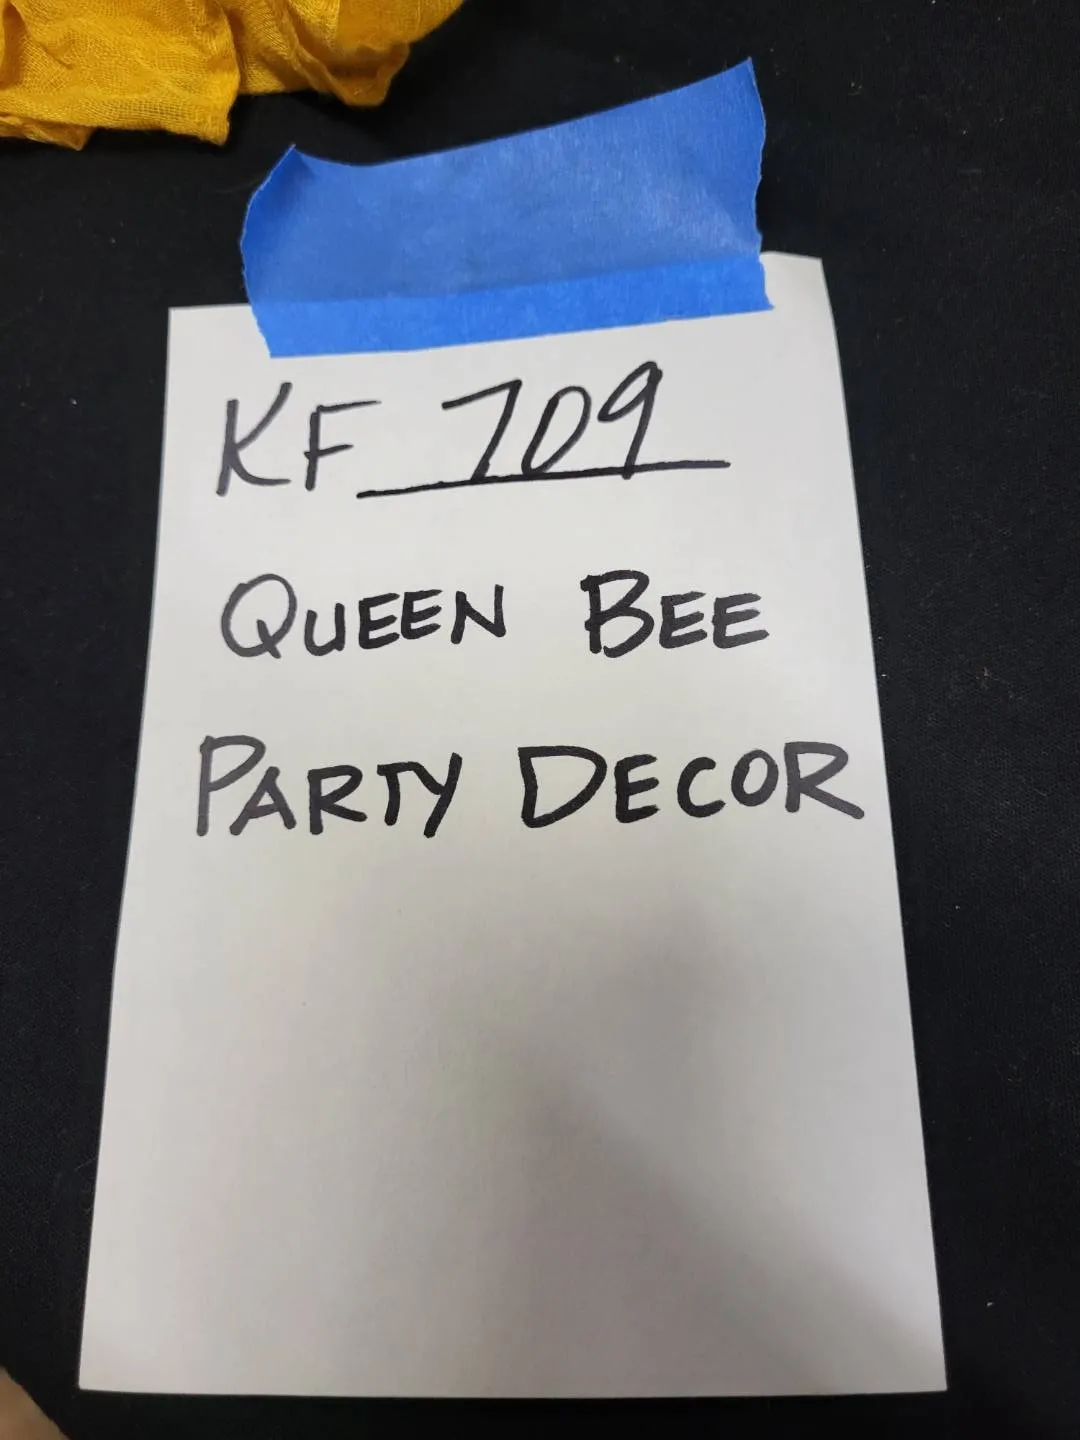 KF 709
QUEEN BEE
PARTY DECOR